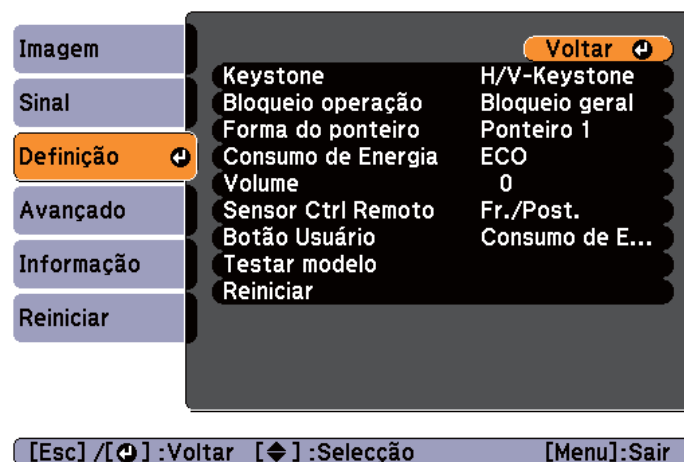 Imagem
Sinal
Definição
Avançado
Informação
Reiniciar
Voltar
Keystone H/V-Keystone
Bloqueio operação Bloqueio geral
Forma do ponteiro Ponteiro 1
Consumo de Energia ECO
Volume 0
Sensor Ctrl Remoto Fr./Post.
Botão Usuário Consumo de E...
Testar modelo
Reiniciar
[Esc] /[⏎] :Voltar [◆] :Selecção [Menu]:Sair